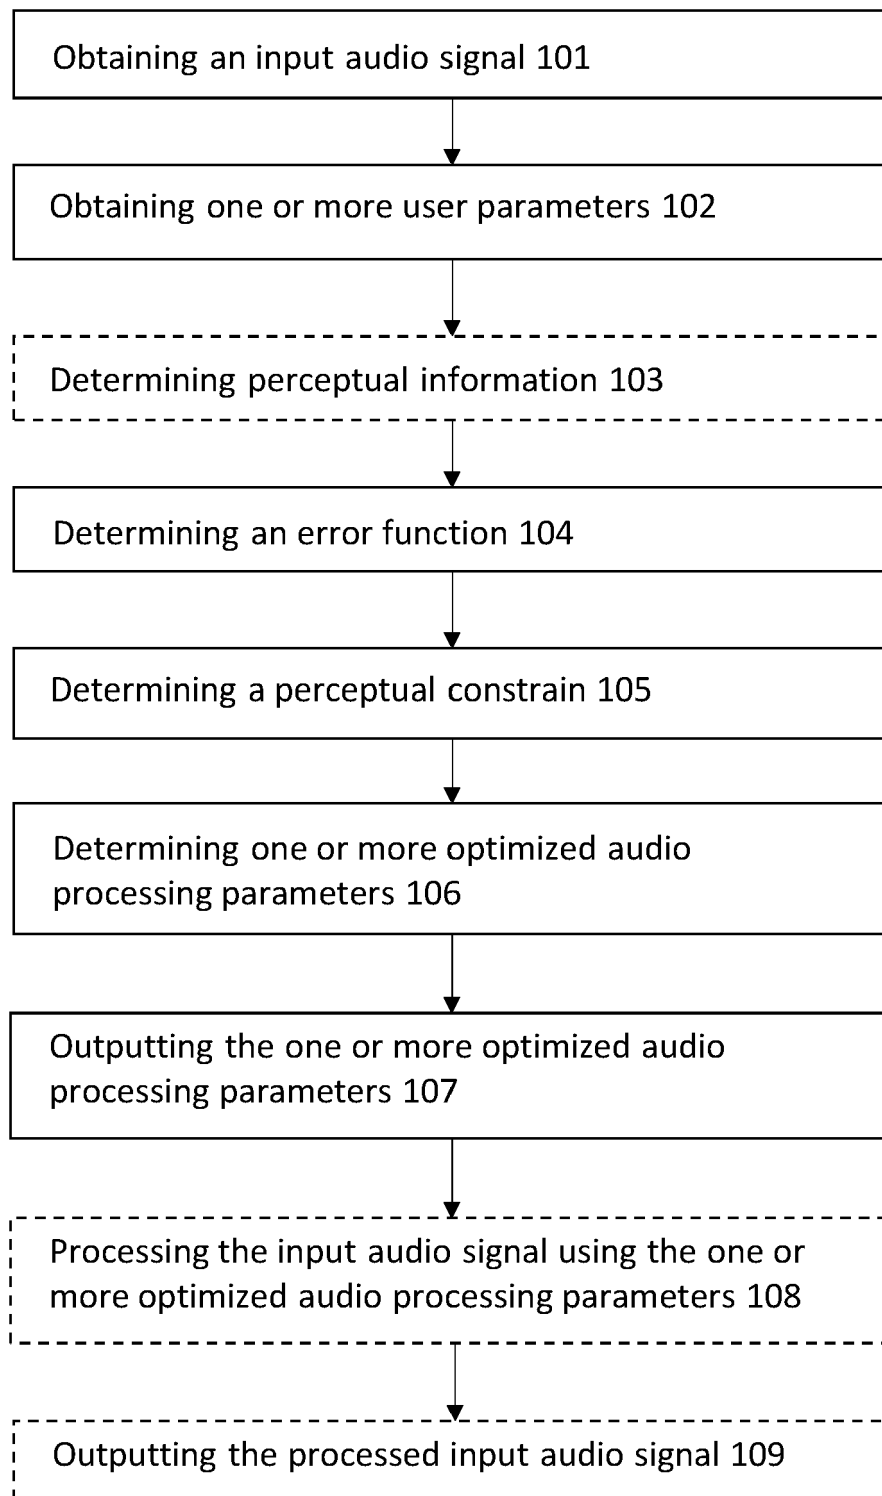 Obtaining an input audio signal 101
Obtaining one or more user parameters 102
Determining perceptual information 103
Determining an error function 104
Determining a perceptual constrain 105
Determining one or more optimized audio
processing parameters 106
Outputting the one or more optimized audio
processing parameters 107
Processing the input audio signal using the one or
more optimized audio processing parameters 108
Outputting the processed input audio signal 109